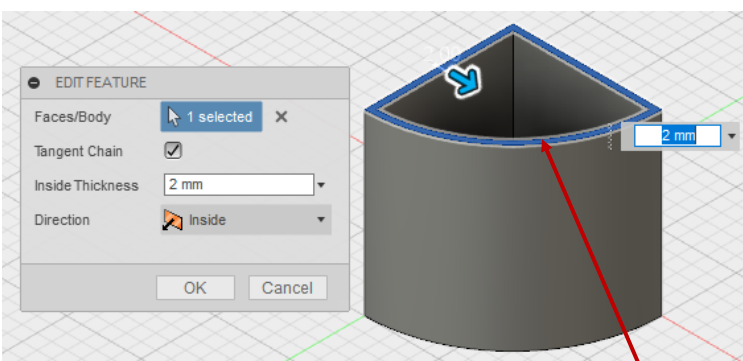 EDIT FEATURE
Faces/Body 1 selected
Tangent Chain
Inside Thickness 2 mm
Direction Inside
OK Cancel
2 mm